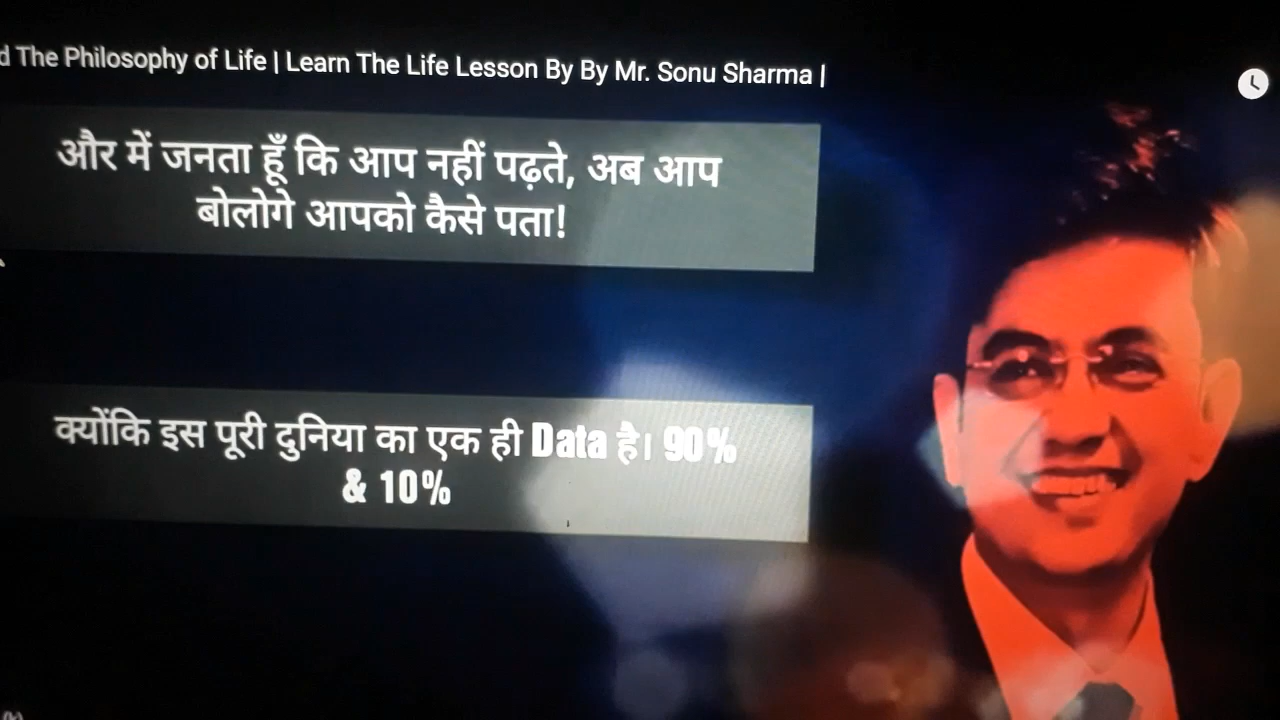 The Philosophy of Life | Learn The Life Lesson By By Mr. Sonu Sharma |
और में जनता हूँ कि आप नहीं पढ़ते, अब आप
बोलोगे आपको कैसे पता!
क्योंकि इस पूरी दुनिया का एक ही Data है। 90%
& 10%